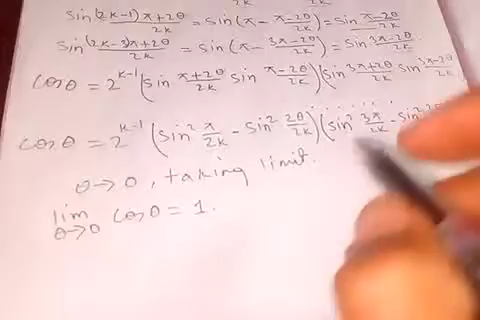 sin (2k-1)π+2θ/2k = sin(π - π-2θ/2k) = sin π-2θ/2k
sin (2k-3)π+2θ/2k = sin(π - 3π-2θ/2k) = sin 3π-2θ/2k
cosθ = 2^{k-1}(sin π+2θ/2k sin π-2θ/2k)(sin 3π+2θ/2k sin 3π-2θ/2k
cosθ = 2^{k-1}(sin² π/2k - sin² 2θ/2k)(sin² 3π/2k - sin²
θ→0, taking limit.
lim θ→0 cosθ = 1.